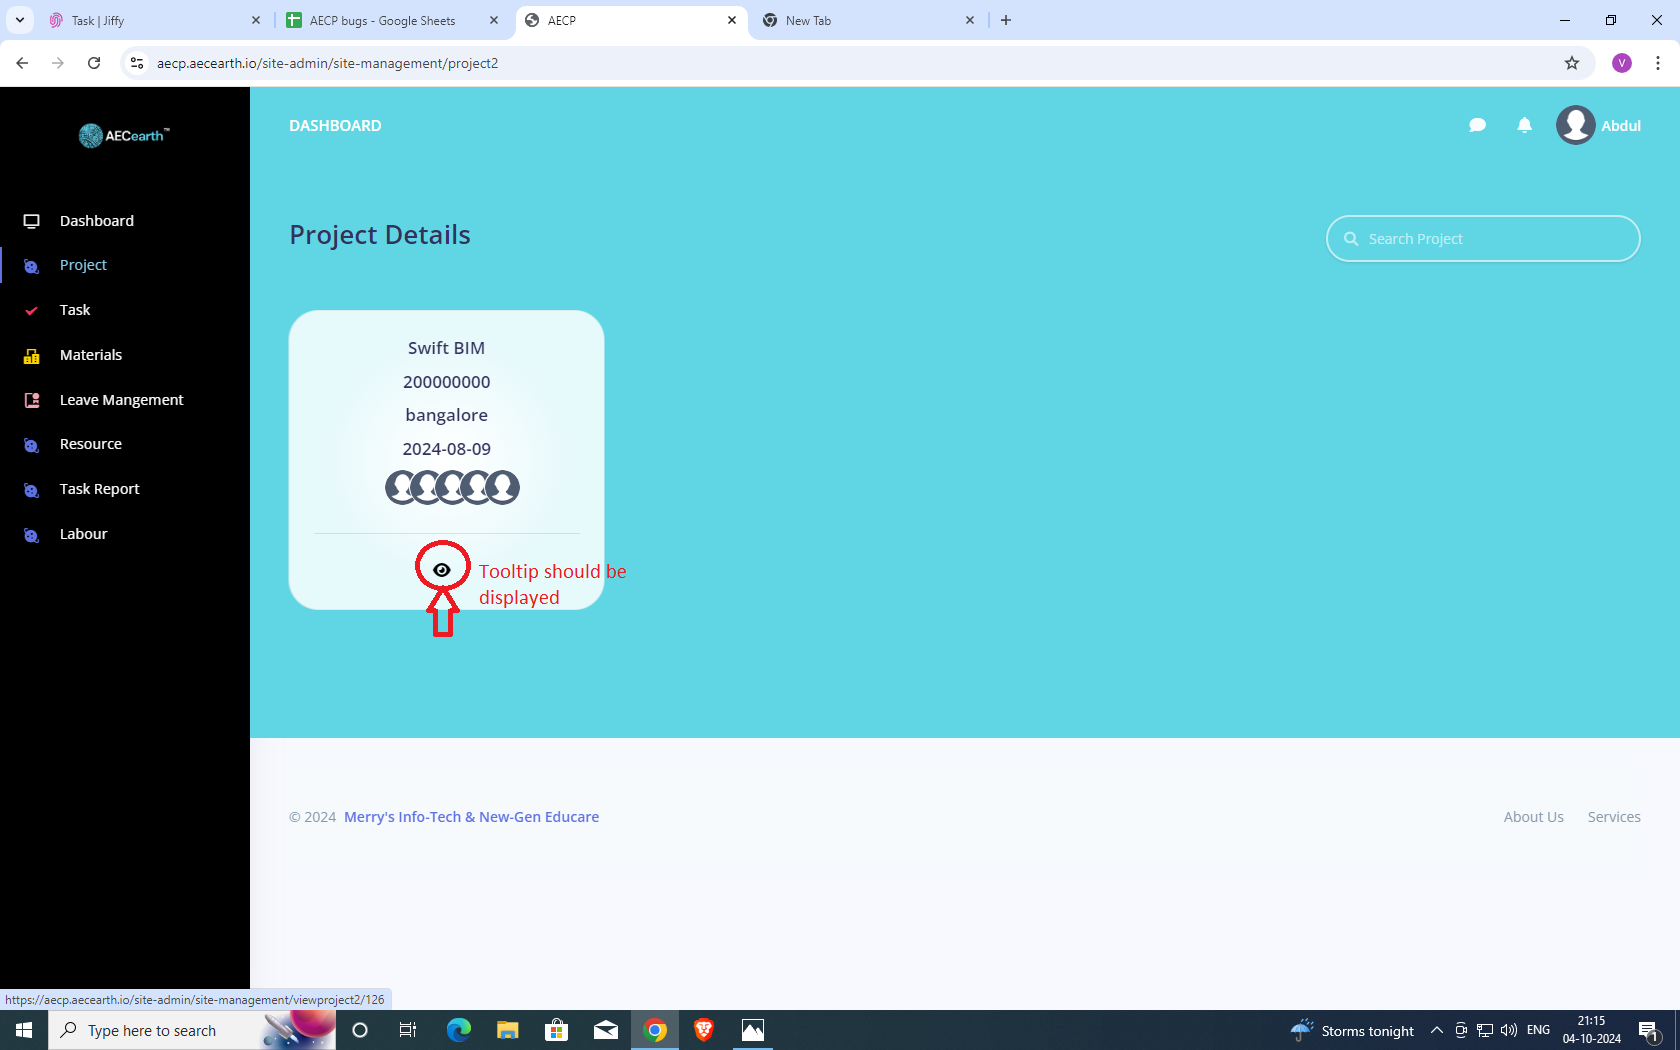 Task | Jiffy
AECP bugs - Google Sheets
AECP
New Tab
aecp.aecearth.io/site-admin/site-management/project2
V
AECearth™
DASHBOARD
Abdul
Dashboard
Project
Task
Materials
Leave Mangement
Resource
Task Report
Labour
Project Details
Search Project
Swift BIM
200000000
bangalore
2024-08-09
Tooltip should be
displayed
© 2024 Merry's Info-Tech & New-Gen Educare
About Us
Services
https://aecp.aecearth.io/site-admin/site-management/viewproject2/126
Type here to search
Storms tonight
ENG
21:15
04-10-2024
1